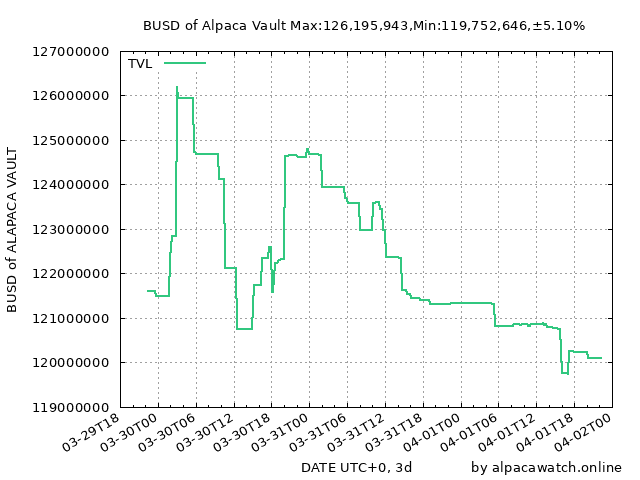 BUSD of Alpaca Vault Max:126,195,943,Min:119,752,646,±5.10%
TVL
BUSD of ALAPACA VAULT
127000000
126000000
125000000
124000000
123000000
122000000
121000000
120000000
119000000
03-29T18
03-30T00
03-30T06
03-30T12
03-30T18
03-31T00
03-31T06
03-31T12
03-31T18
04-01T00
04-01T06
04-01T12
04-01T18
04-02T00
DATE UTC+0, 3d
by alpacawatch.online